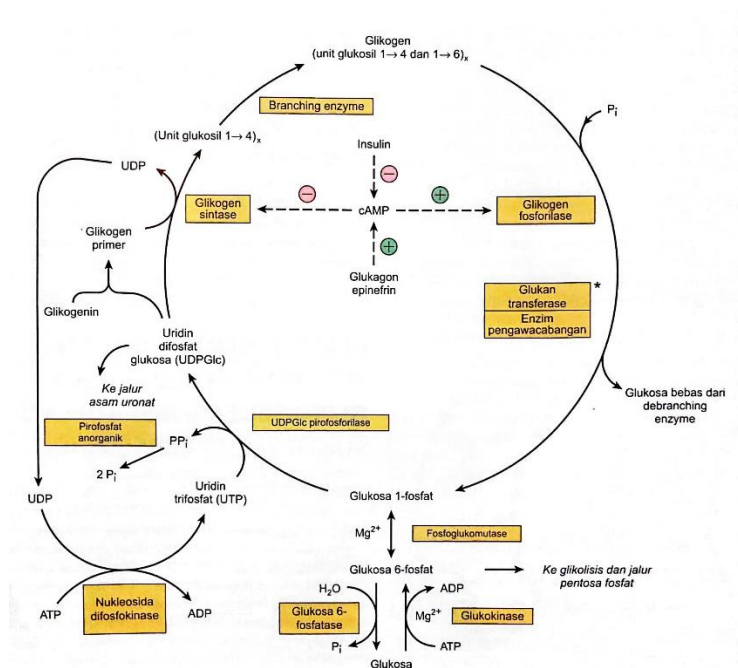 Glikogen
(unit glukosil 1→ 4 dan 1→ 6)ₓ
Branching enzyme
Pᵢ
(Unit glukosil 1→ 4)ₓ
Insulin
UDP
−
−
+
Glikogen
sintase
cAMP
Glikogen
fosforilase
Glikogen
primer
+
Glukagon
epinefrin
Glukan
transferase
*
Enzim
pengawacabangan
Glikogenin
Uridin
difosfat
glukosa (UDPGlc)
Ke jalur
asam uronat
Glukosa bebas dari
debranching
enzyme
Pirofosfat
anorganik
PPᵢ
UDPGlc pirofosforilase
2 Pᵢ
UDP
Uridin
trifosfat (UTP)
Glukosa 1-fosfat
Mg²⁺
Fosfoglukomutase
Glukosa 6-fosfat
Ke glikolisis dan jalur
pentosa fosfat
H₂O
ADP
Glukosa 6-
fosfatase
Mg²⁺
Glukokinase
Pᵢ
ATP
Glukosa
ATP
Nukleosida
difosfokinase
ADP